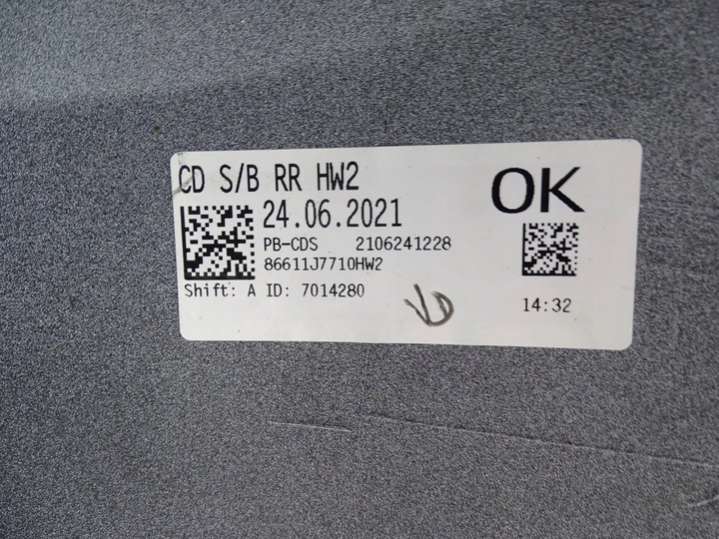 CD S/B RR HW2
OK
24.06.2021
PB-CDS 2106241228
86611J7710HW2
Shift: A ID: 7014280
14:32